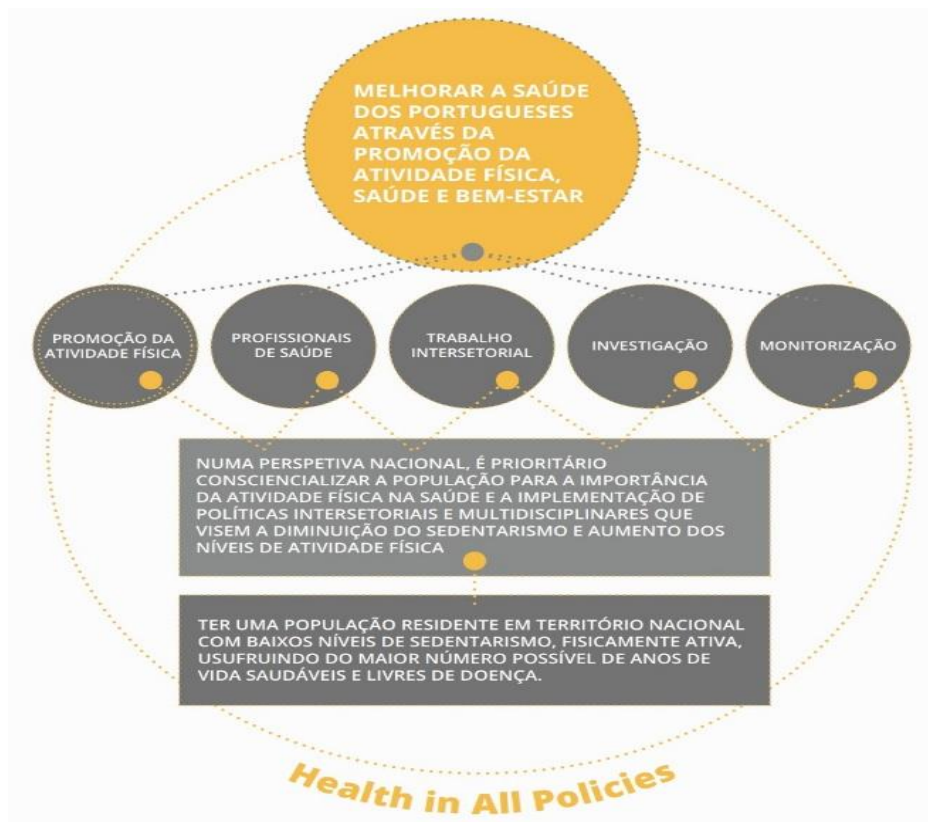 MELHORAR A SAÚDE
DOS PORTUGUESES
ATRAVÉS DA
PROMOÇÃO DA
ATIVIDADE FÍSICA,
SAÚDE E BEM-ESTAR
PROMOÇÃO DA
ATIVIDADE FÍSICA
PROFISSIONAIS
DE SAÚDE
TRABALHO
INTERSETORIAL
INVESTIGAÇÃO
MONITORIZAÇÃO
NUMA PERSPETIVA NACIONAL, É PRIORITÁRIO
CONSCIENCIALIZAR A POPULAÇÃO PARA A IMPORTÂNCIA
DA ATIVIDADE FÍSICA NA SAÚDE E A IMPLEMENTAÇÃO DE
POLÍTICAS INTERSETORIAIS E MULTIDISCIPLINARES QUE
VISEM A DIMINUIÇÃO DO SEDENTARISMO E AUMENTO DOS
NÍVEIS DE ATIVIDADE FÍSICA
TER UMA POPULAÇÃO RESIDENTE EM TERRITÓRIO NACIONAL
COM BAIXOS NÍVEIS DE SEDENTARISMO, FISICAMENTE ATIVA,
USUFRUINDO DO MAIOR NÚMERO POSSÍVEL DE ANOS DE
VIDA SAUDÁVEIS E LIVRES DE DOENÇA.
Health in All Policies